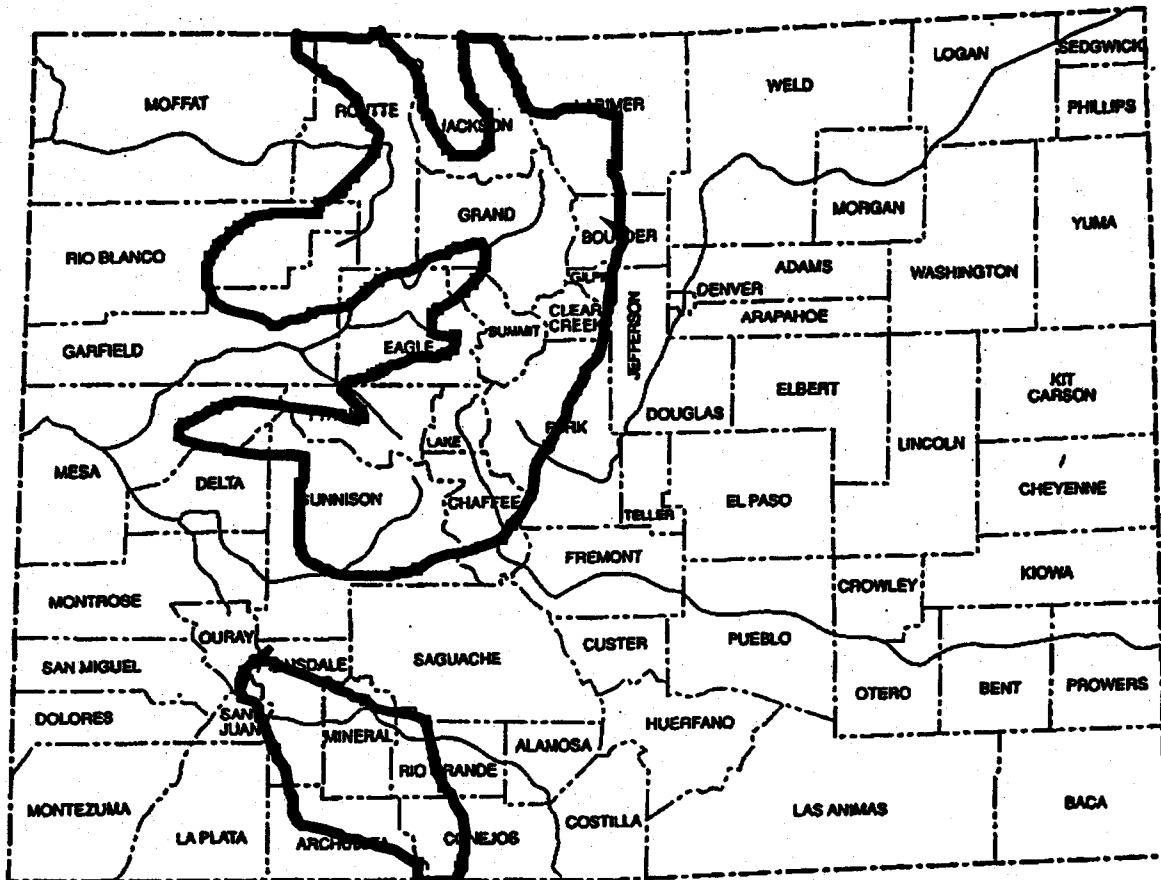 LOGAN
SEDGWICK
WELD
MOFFAT
ROUTTE
LARIMER
JACKSON
PHILLIPS
GRAND
MORGAN
YUMA
BOULDER
RIO BLANCO
ADAMS
WASHINGTON
GILPIN
DENVER
CLEAR
CREEK
ARAPAHOE
SUMMIT
JEFFERSON
EAGLE
GARFIELD
KIT
CARSON
ELBERT
DOUGLAS
PARK
LAKE
LINCOLN
MESA
DELTA
CHEYENNE
GUNNISON
CHAFFEE
EL PASO
TELLER
FREMONT
KIOWA
CROWLEY
MONTROSE
OURAY
CUSTER
PUEBLO
SAN MIGUEL
HINSDALE
SAGUACHE
PROWERS
BENT
OTERO
DOLORES
SAN
JUAN
HUERFANO
MINERAL
ALAMOSA
RIO GRANDE
MONTEZUMA
COSTILLA
LAS ANIMAS
BACA
LA PLATA
ARCHULETA
CONEJOS